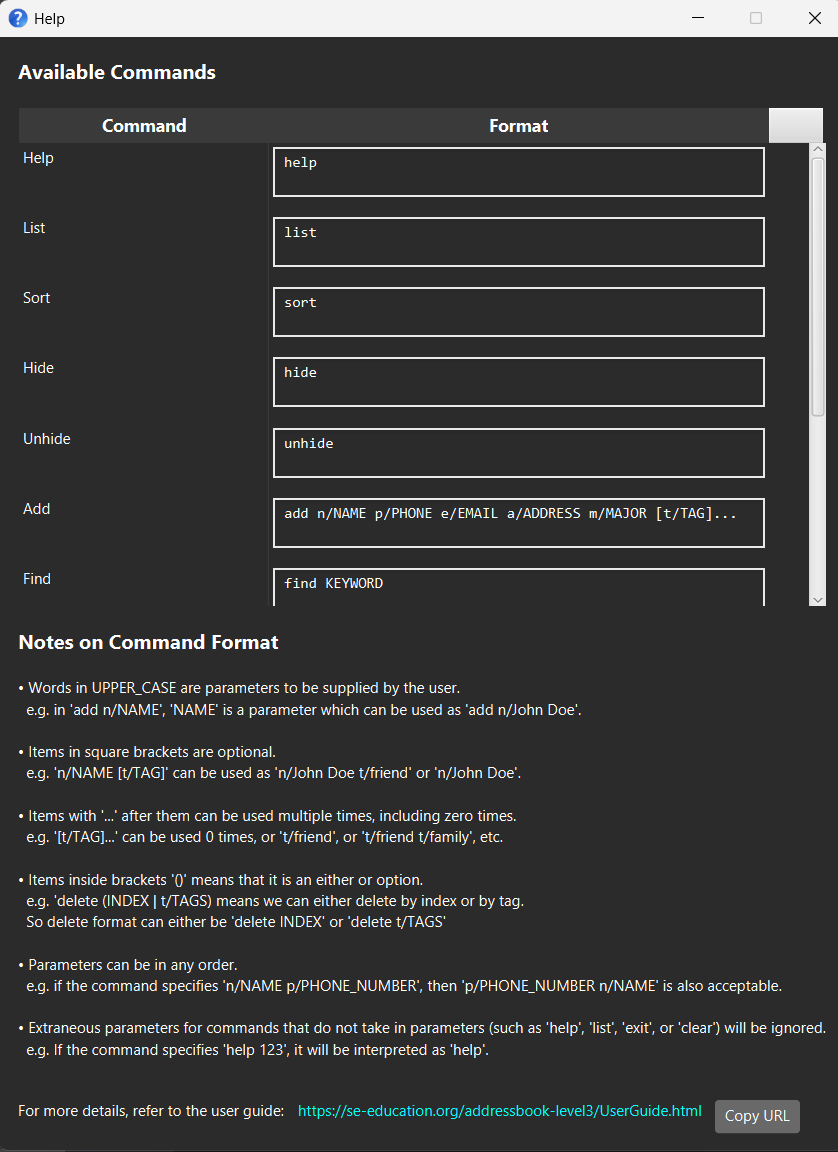 Help
Available Commands
Command Format
Help help
List list
Sort sort
Hide hide
Unhide unhide
Add add n/NAME p/PHONE e/EMAIL a/ADDRESS m/MAJOR [t/TAG]...
Find find KEYWORD
Notes on Command Format
• Words in UPPER_CASE are parameters to be supplied by the user.
e.g. in 'add n/NAME', 'NAME' is a parameter which can be used as 'add n/John Doe'.
• Items in square brackets are optional.
e.g. 'n/NAME [t/TAG]' can be used as 'n/John Doe t/friend' or 'n/John Doe'.
• Items with '...' after them can be used multiple times, including zero times.
e.g. '[t/TAG]...' can be used 0 times, or 't/friend', or 't/friend t/family', etc.
• Items inside brackets '()' means that it is an either or option.
e.g. 'delete (INDEX | t/TAGS) means we can either delete by index or by tag.
So delete format can either be 'delete INDEX' or 'delete t/TAGS'
• Parameters can be in any order.
e.g. if the command specifies 'n/NAME p/PHONE_NUMBER', then 'p/PHONE_NUMBER n/NAME' is also acceptable.
• Extraneous parameters for commands that do not take in parameters (such as 'help', 'list', 'exit', or 'clear') will be ignored.
e.g. If the command specifies 'help 123', it will be interpreted as 'help'.
For more details, refer to the user guide: https://se-education.org/addressbook-level3/UserGuide.html Copy URL